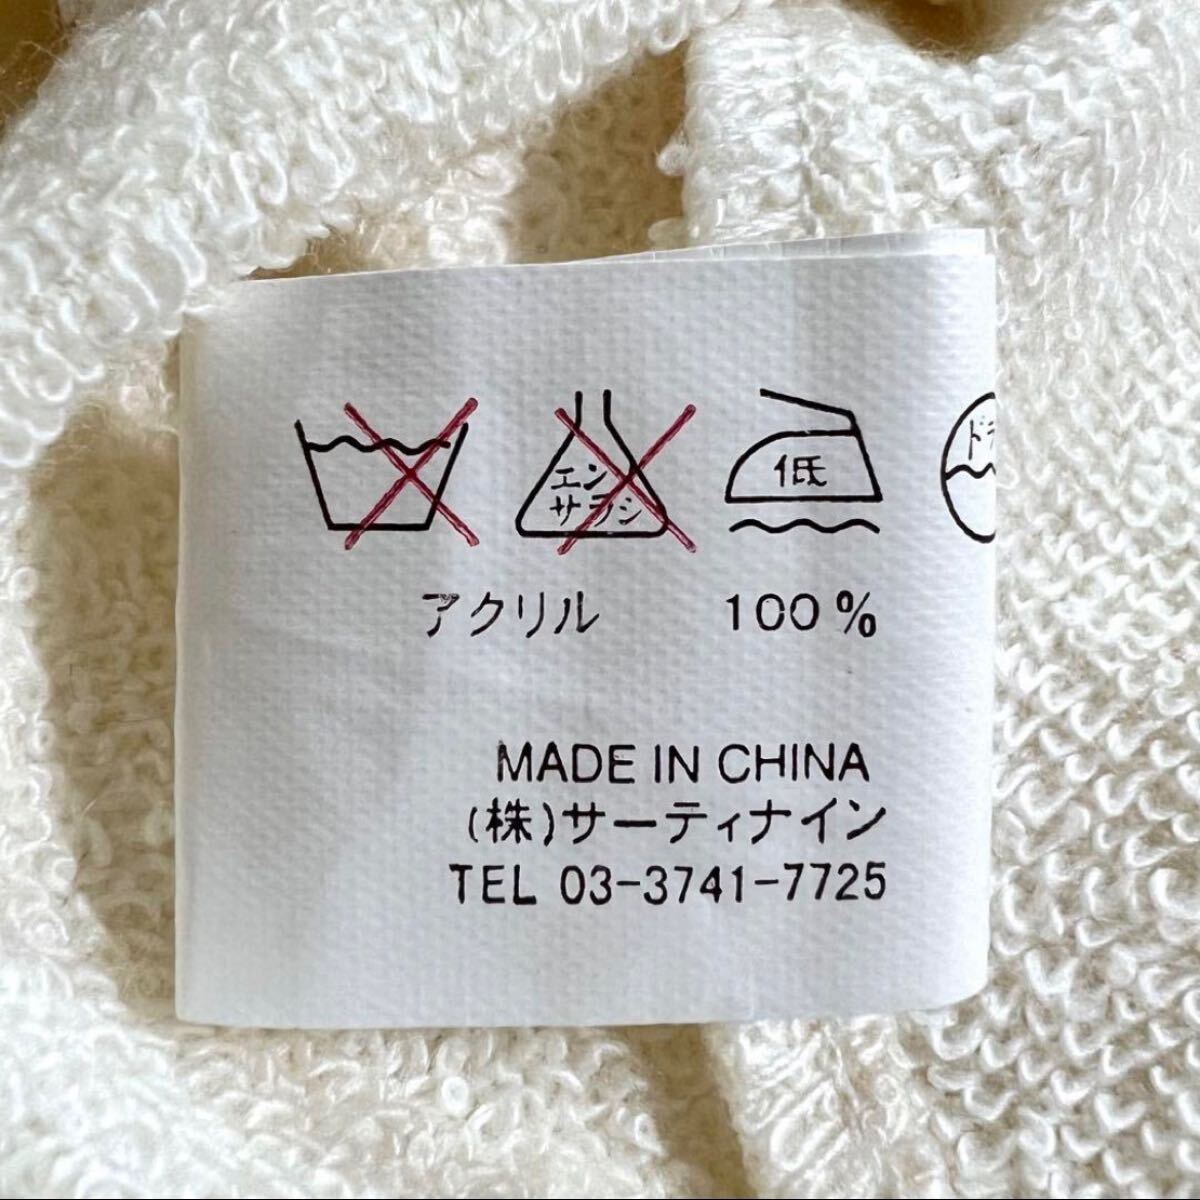 エンサラシ
低
ド
アクリル 100%
MADE IN CHINA
(株)サーティナイン
TEL 03-3741-7725